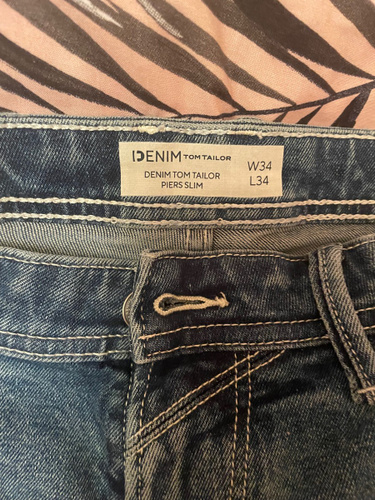 DENIM TOM TAILOR
DENIM TOM TAILOR
PIERS SLIM
W34
L34